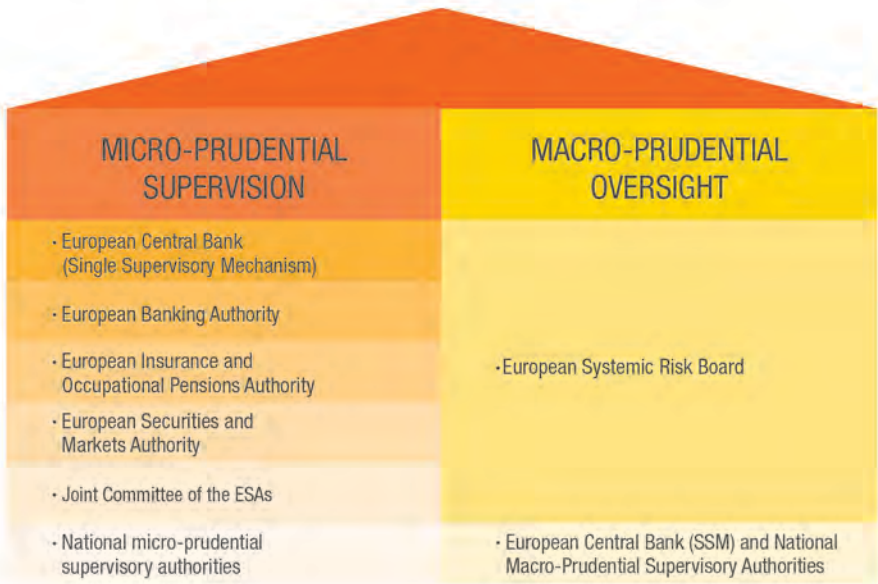 MICRO-PRUDENTIAL
SUPERVISION
· European Central Bank
(Single Supervisory Mechanism)
· European Banking Authority
· European Insurance and
Occupational Pensions Authority
· European Securities and
Markets Authority
· Joint Committee of the ESAs
· National micro-prudential
supervisory authorities
MACRO-PRUDENTIAL
OVERSIGHT
· European Systemic Risk Board
· European Central Bank (SSM) and National
Macro-Prudential Supervisory Authorities